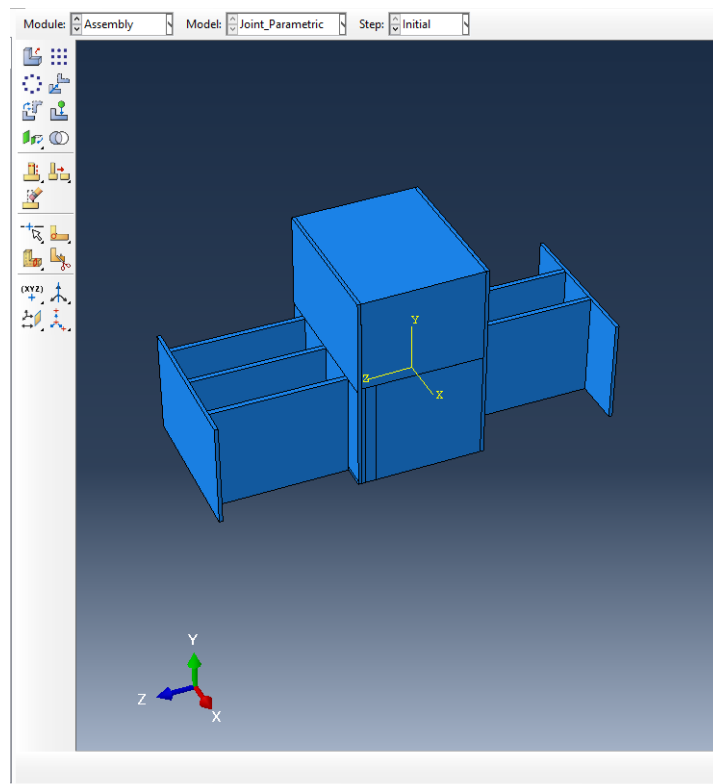 Module: Assembly Model: Joint_Parametric Step: Initial
(XYZ)
Y
Z
X
Y
Z
X